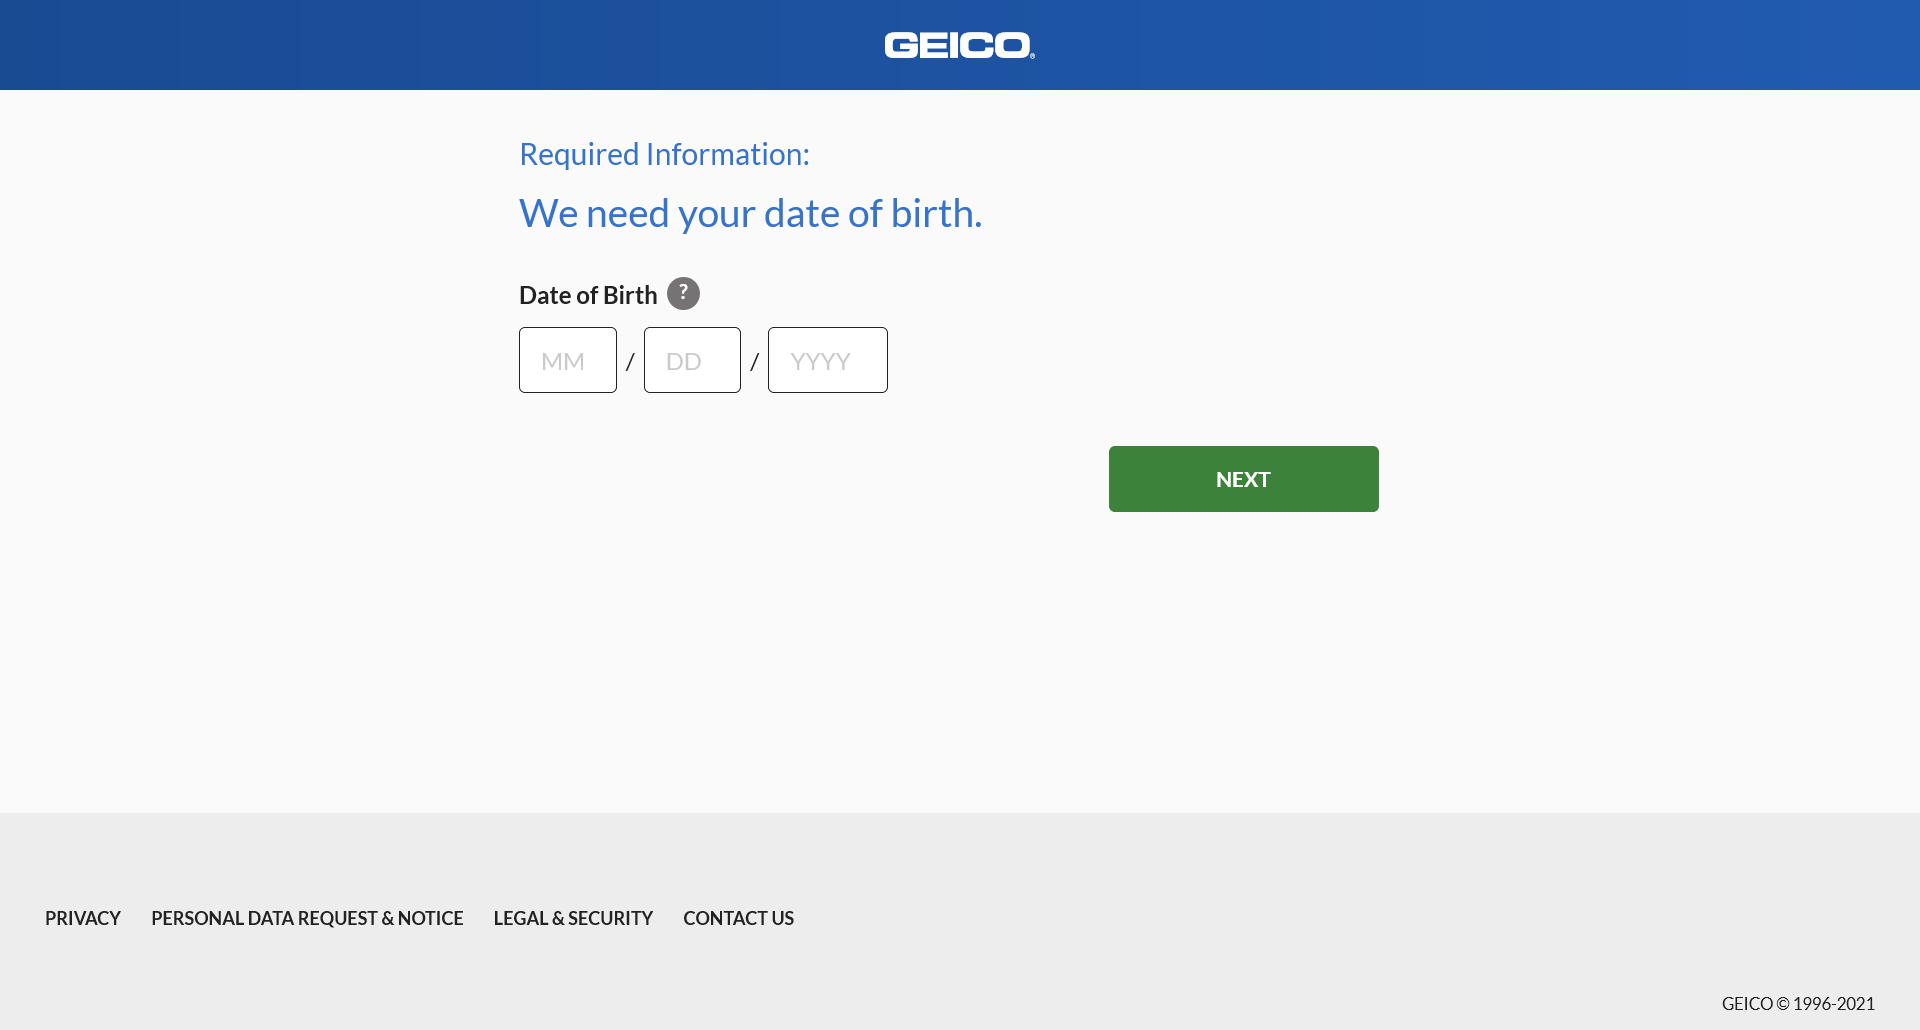 GEICO®
Required Information:
We need your date of birth.
Date of Birth ?
MM / DD / YYYY
NEXT
PRIVACY PERSONAL DATA REQUEST & NOTICE LEGAL & SECURITY CONTACT US
GEICO © 1996-2021